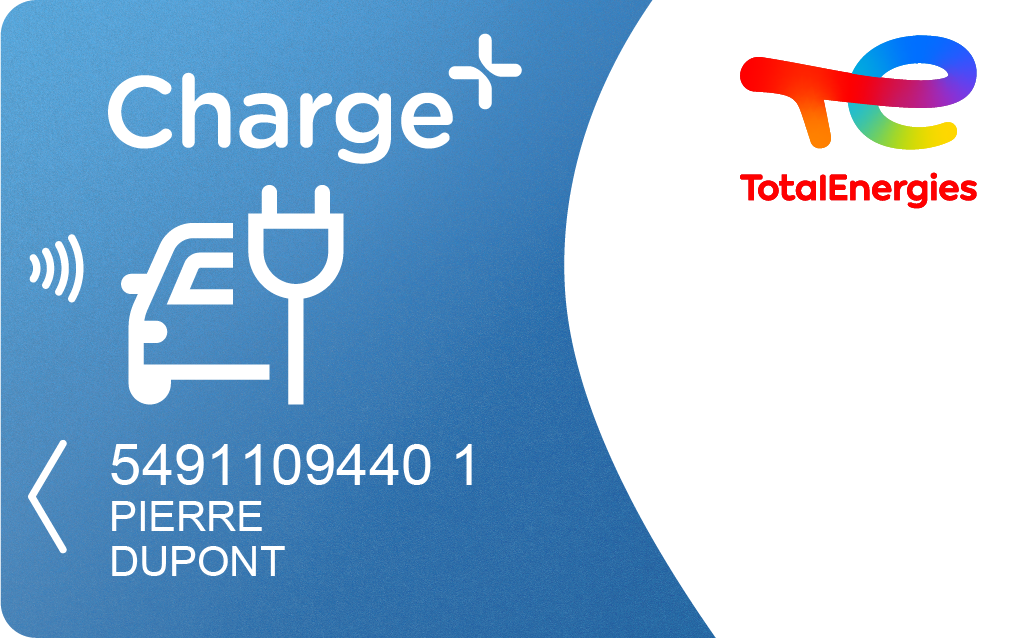 Charge+
TotalEnergies
5491109440 1
PIERRE
DUPONT